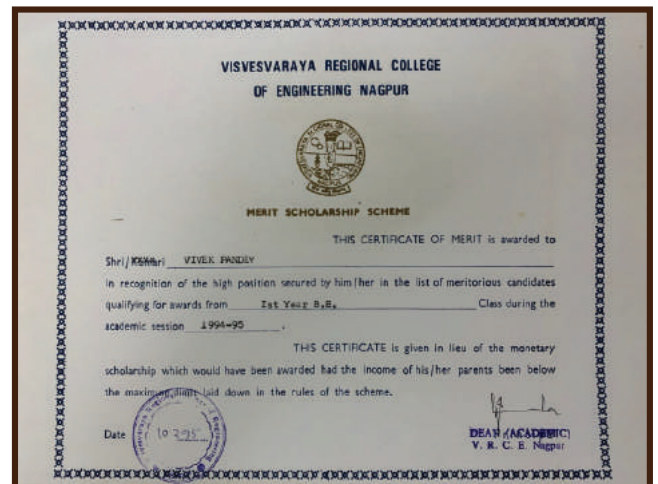 VISVESVARAYA REGIONAL COLLEGE
OF ENGINEERING NAGPUR
MERIT SCHOLARSHIP SCHEME
THIS CERTIFICATE OF MERIT is awarded to
Shri/Kumari VIVEK PANDEY
in recognition of the high position secured by him/her in the list of meritorious candidates
qualifying for awards from Ist Year B.E. Class during the
academic session 1994-95.
THIS CERTIFICATE is given in lieu of the monetary
scholarship which would have been awarded had the income of his/her parents been below
the maximum limit laid down in the rules of the scheme.
Date
DEAN (ACADEMIC)
V. R. C. E. Nagpur